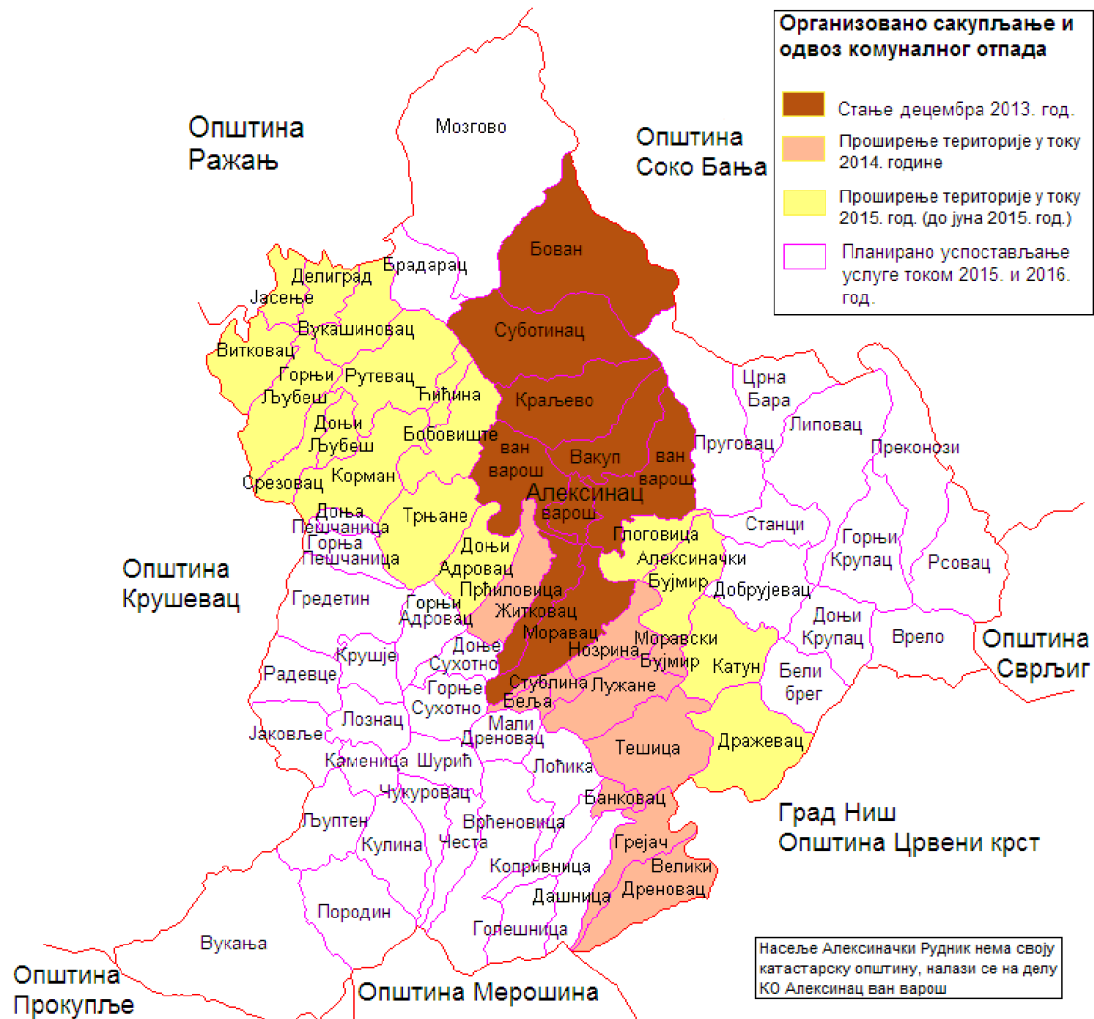 Организовано сакупљање и
одвоз комуналног отпада
Стање децембра 2013. год.
Проширење територије у току
2014. године
Проширење територије у току
2015. год. (до јуна 2015. год.)
Планирано успостављање
услуге током 2015. и 2016.
год.
Општина
Ражањ
Мозгово
Општина
Соко Бања
Бован
Брадарац
Делиград
Јасење
Вукашиновац
Суботинац
Витковац
Горњи
Љубеш
Рутевац
Ћићина
Краљево
Црна
Бара
Липовац
Доњи
Љубеш
Бобовиште
ван
варош
Вакуп
ван
варош
Пруговац
Преконози
Срезовац
Корман
Алексинац
варош
Доња
Пешчаница
Трњане
Станци
Горња
Пешчаница
Доњи
Адровац
Глоговица
Алексиначки
Бујмир
Горњи
Крупац
Рсовац
Општина
Крушевац
Гредетин
Горњи
Адровац
Прћиловица
Житковац
Моравац
Добрујевац
Доњи
Крупац
Врело
Општина
Сврљиг
Радевце
Крушје
Доње
Сухотно
Нозрина
Моравски
Бујмир
Катун
Бели
брег
Горње
Сухотно
Стублина
Беља
Лужане
Јаковље
Лознац
Мали
Дреновац
Тешица
Дражевац
Каменица
Шурић
Лоћика
Чукуровац
Банковац
Град Ниш
Општина Црвени крст
Љуптен
Кулина
Честа
Врћеновица
Грејач
Копривница
Велики
Дреновац
Дашница
Породин
Голешница
Вукања
Општина
Прокупље
Општина Мерошина
Насеље Алексиначки Рудник нема своју
катастарску општину, налази се на делу
КО Алексинац ван варош